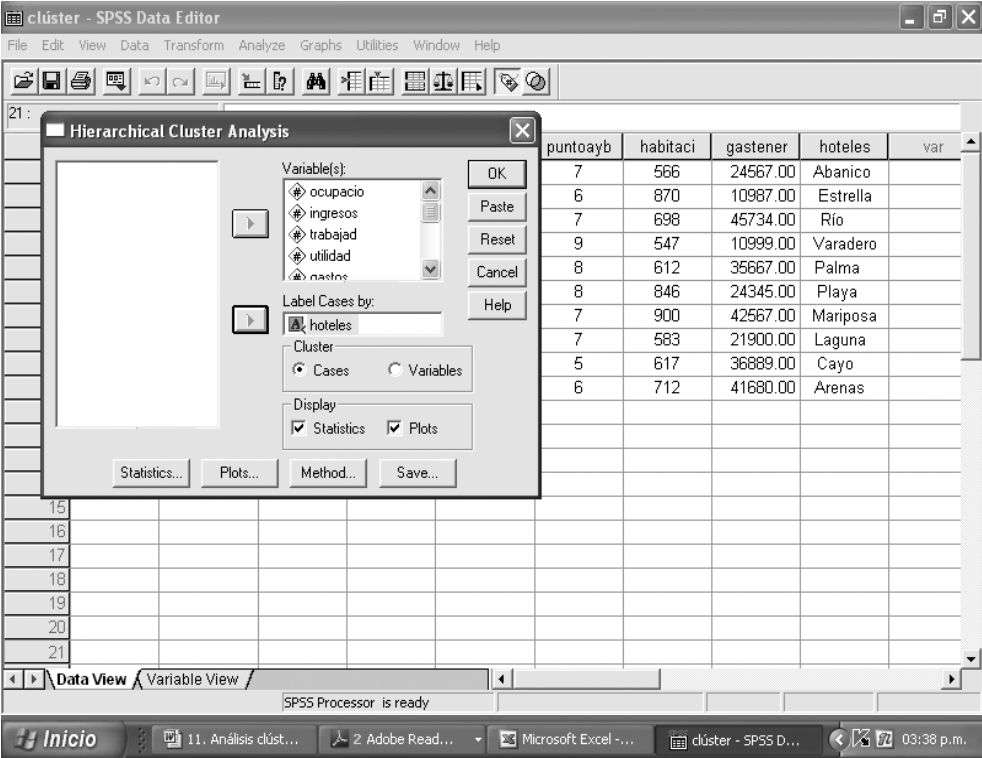 clúster - SPSS Data Editor
File Edit View Data Transform Analyze Graphs Utilities Window Help
21 :
Hierarchical Cluster Analysis
Variable(s):
ocupacio
ingresos
trabajad
utilidad
gastos
Label Cases by:
hoteles
Cluster
Cases Variables
Display
Statistics Plots
OK
Paste
Reset
Cancel
Help
Statistics... Plots... Method... Save...
puntoayb habitaci gastener hoteles var
7 566 24567.00 Abanico
6 870 10987.00 Estrella
7 698 45734.00 Río
9 547 10999.00 Varadero
8 612 35667.00 Palma
8 846 24345.00 Playa
7 900 42567.00 Mariposa
7 583 21900.00 Laguna
5 617 36889.00 Cayo
6 712 41680.00 Arenas
15
16
17
18
19
20
21
Data View Variable View
SPSS Processor is ready
Inicio 11. Análisis clúst... 2 Adobe Read... Microsoft Excel -... clúster - SPSS D... 03:38 p.m.